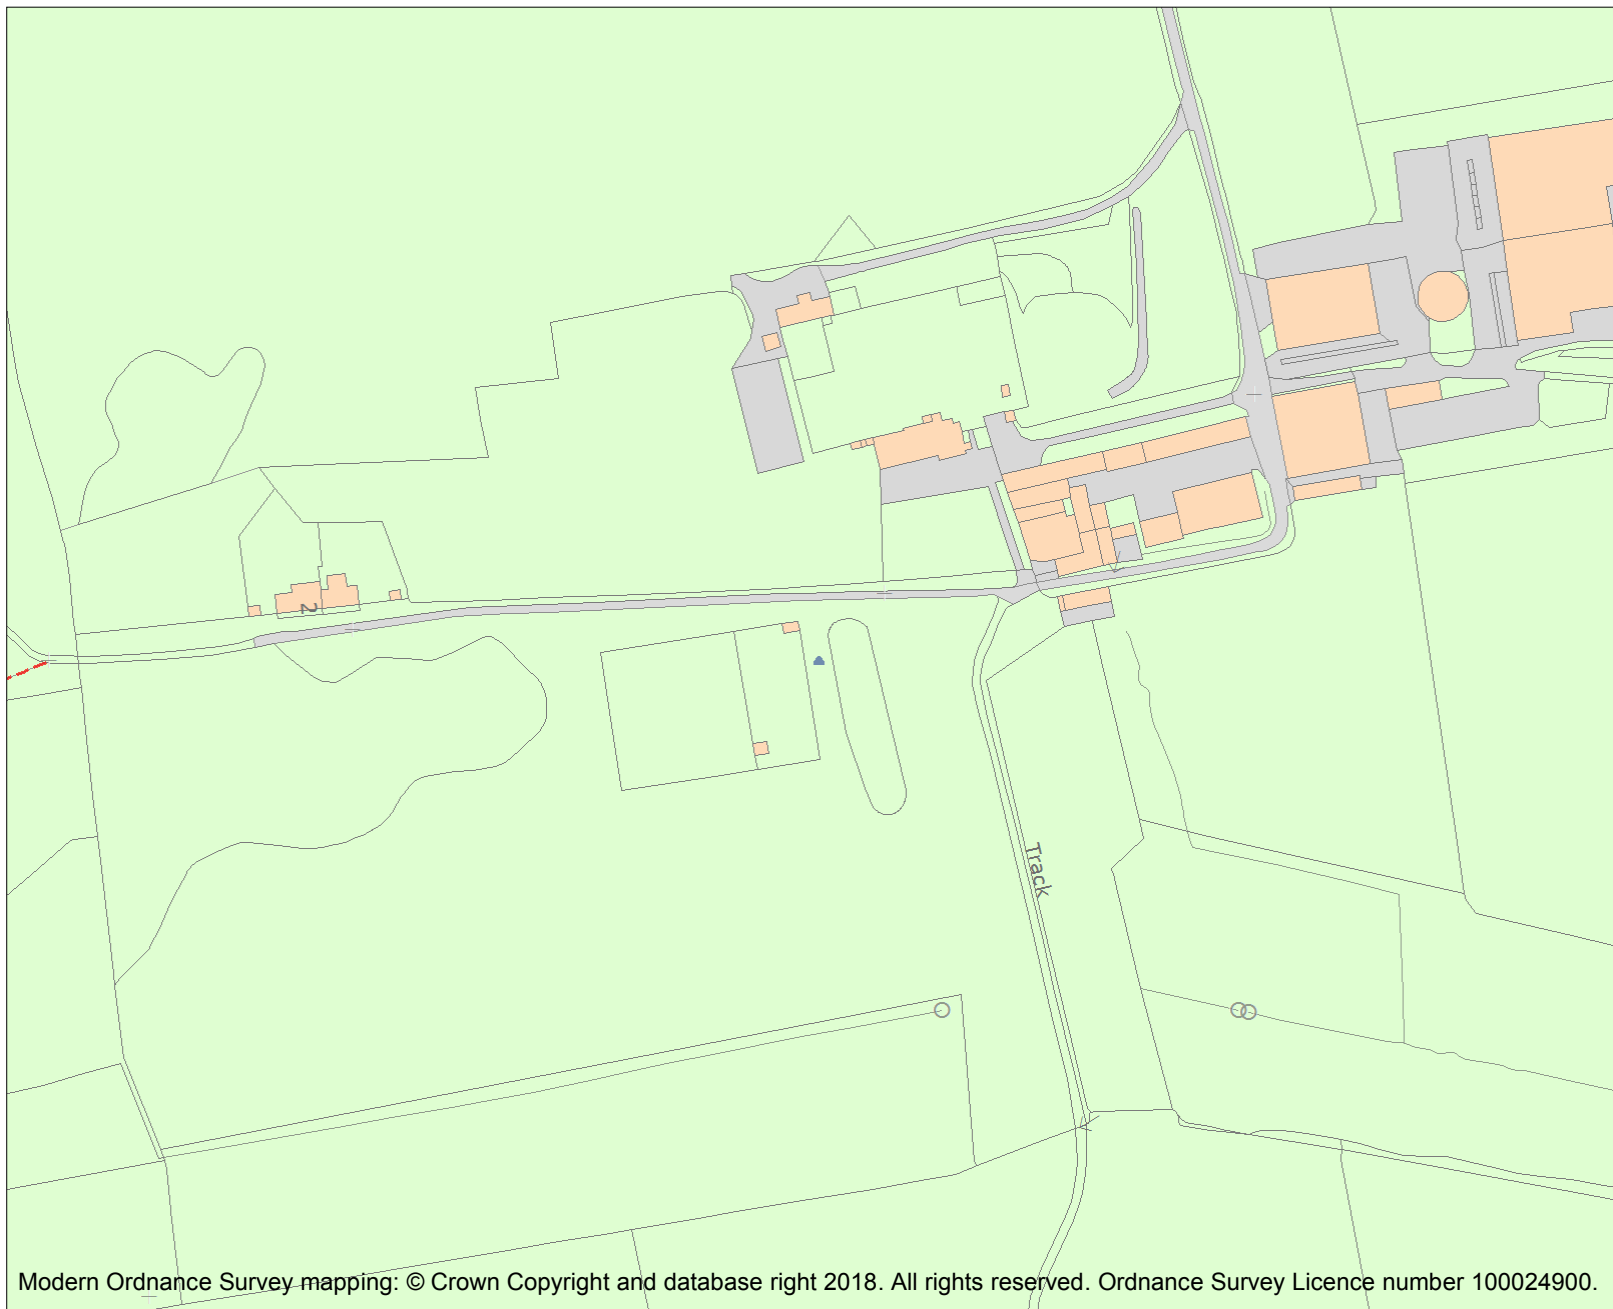 2
Track
Modern Ordnance Survey mapping: © Crown Copyright and database right 2018. All rights reserved. Ordnance Survey Licence number 100024900.